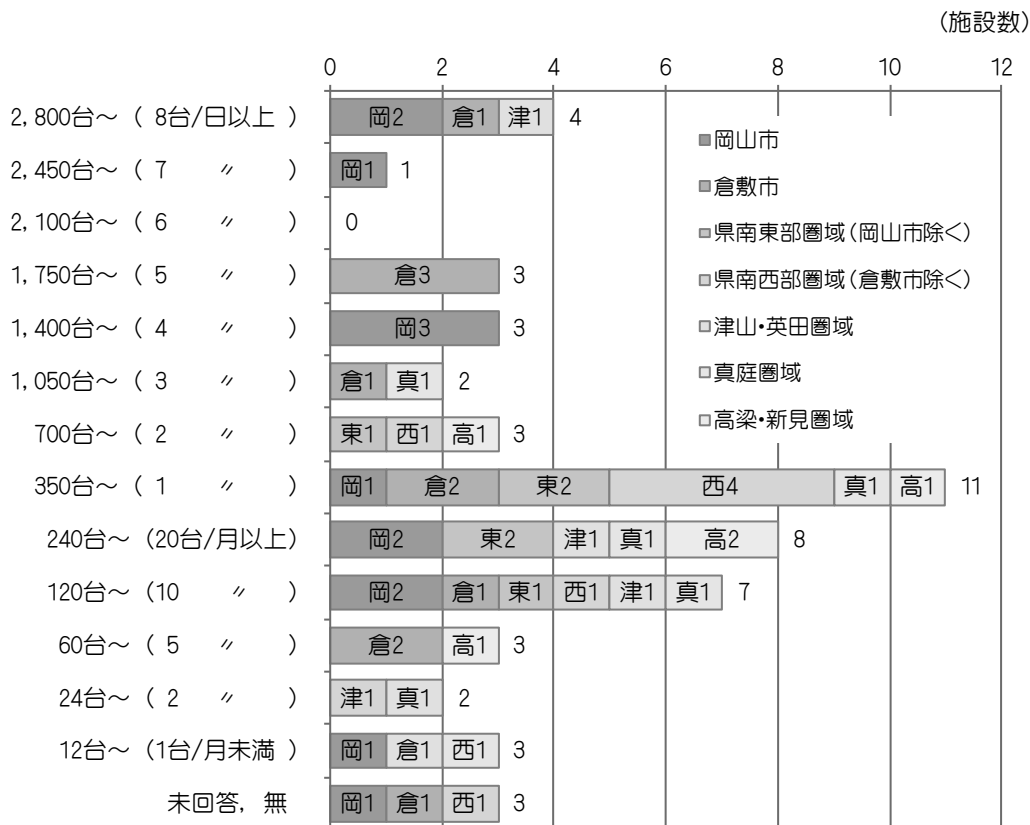 (施設数)
0 2 4 6 8 10 12
2,800台～ ( 8台/日以上 ) 岡2 倉1 津1 4
2,450台～ ( 7 〃 ) 岡1 1
2,100台～ ( 6 〃 ) 0
1,750台～ ( 5 〃 ) 倉3 3
1,400台～ ( 4 〃 ) 岡3 3
1,050台～ ( 3 〃 ) 倉1 真1 2
700台～ ( 2 〃 ) 東1 西1 高1 3
350台～ ( 1 〃 ) 岡1 倉2 東2 西4 真1 高1 11
240台～ (20台/月以上) 岡2 東2 津1 真1 高2 8
120台～ (10 〃 ) 岡2 倉1 東1 西1 津1 真1 7
60台～ ( 5 〃 ) 倉2 高1 3
24台～ ( 2 〃 ) 津1 真1 2
12台～ (1台/月未満 ) 岡1 倉1 西1 3
未回答, 無 岡1 倉1 西1 3
岡山市
倉敷市
県南東部圏域(岡山市除く)
県南西部圏域(倉敷市除く)
津山・英田圏域
真庭圏域
高梁・新見圏域